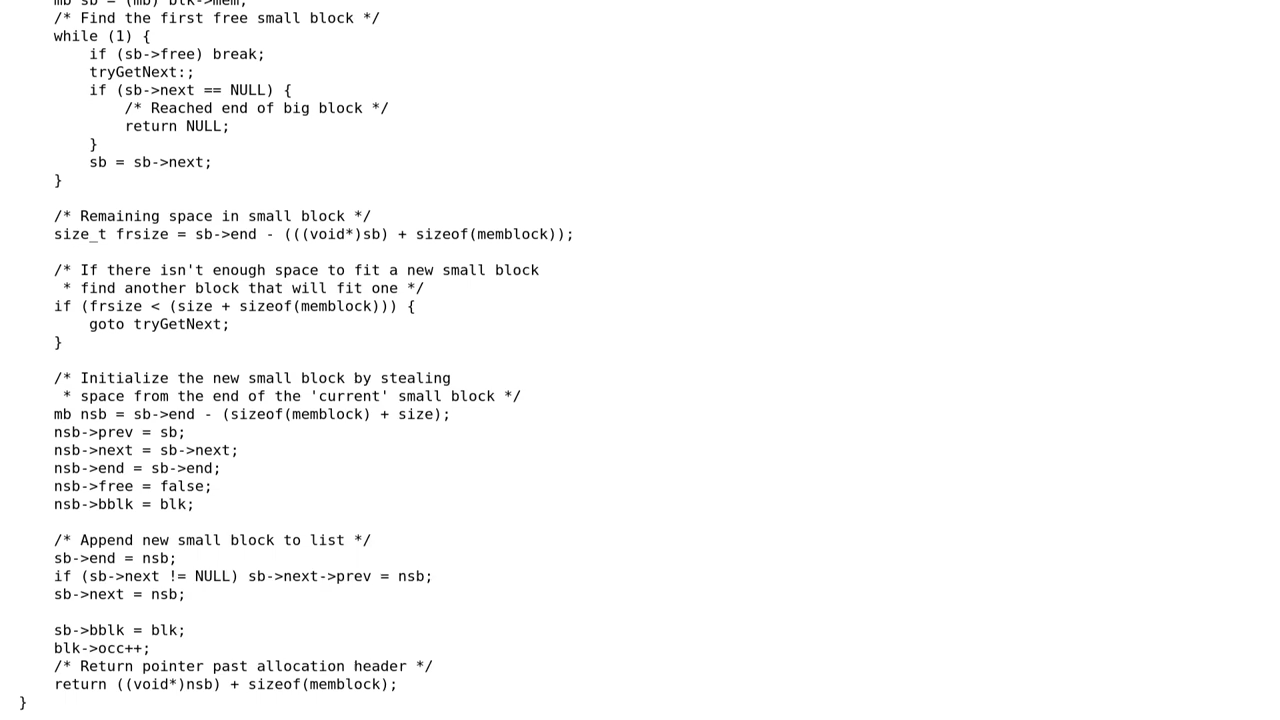 mb sb = (mb) blk->mem;
/* Find the first free small block */
while (1) {
if (sb->free) break;
tryGetNext:;
if (sb->next == NULL) {
/* Reached end of big block */
return NULL;
}
sb = sb->next;
}
/* Remaining space in small block */
size_t frsize = sb->end - (((void*)sb) + sizeof(memblock));
/* If there isn't enough space to fit a new small block
* find another block that will fit one */
if (frsize < (size + sizeof(memblock))) {
goto tryGetNext;
}
/* Initialize the new small block by stealing
* space from the end of the 'current' small block */
mb nsb = sb->end - (sizeof(memblock) + size);
nsb->prev = sb;
nsb->next = sb->next;
nsb->end = sb->end;
nsb->free = false;
nsb->bblk = blk;
/* Append new small block to list */
sb->end = nsb;
if (sb->next != NULL) sb->next->prev = nsb;
sb->next = nsb;
sb->bblk = blk;
blk->occ++;
/* Return pointer past allocation header */
return ((void*)nsb) + sizeof(memblock);
}